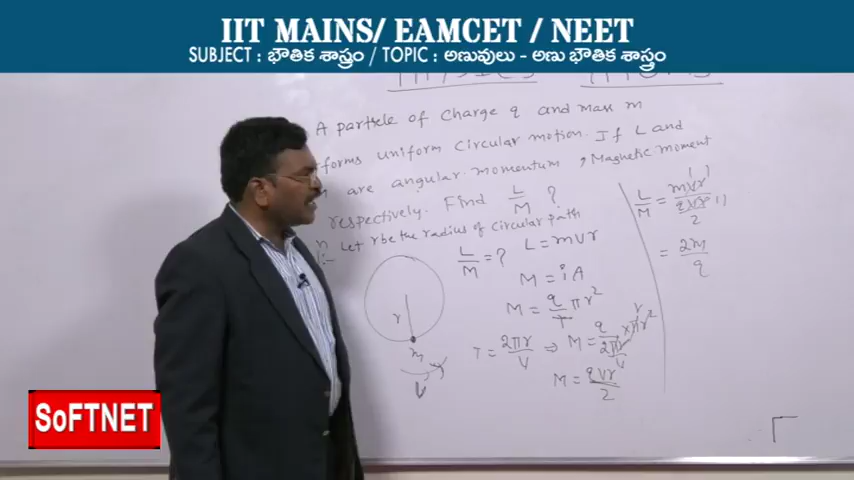 IIT MAINS/ EAMCET / NEET
SUBJECT : భౌతిక శాస్త్రం / TOPIC : అణువులు - అణు భౌతిక శాస్త్రం
A particle of charge q and mass m
forms uniform circular motion. If L and
are angular momentum, Magnetic moment
respectively. Find L/M ?
Let r be the radius of circular path
L/M = ? L = mvr
M = iA
M = q/T πr²
T = 2πr/V ⇒ M = q/(2πr/V) × πr²
M = qVr/2
r
m
V
L/M = mvr/(qvr/2)
= 2m/q
SoFTNET